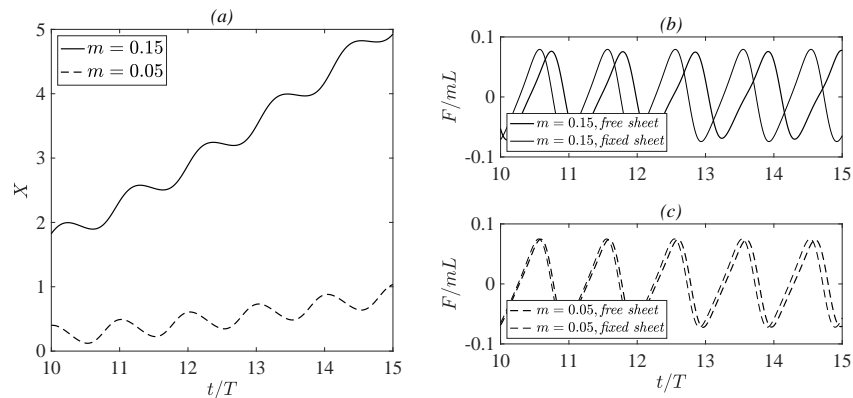 (a)
5
4
3
2
1
0
X
m = 0.15
m = 0.05
10 11 12 13 14 15
t/T
(b)
0.1
0
-0.1
F/mL
m = 0.15, free sheet
m = 0.15, fixed sheet
10 11 12 13 14 15
(c)
0.1
0
-0.1
F/mL
m = 0.05, free sheet
m = 0.05, fixed sheet
10 11 12 13 14 15
t/T